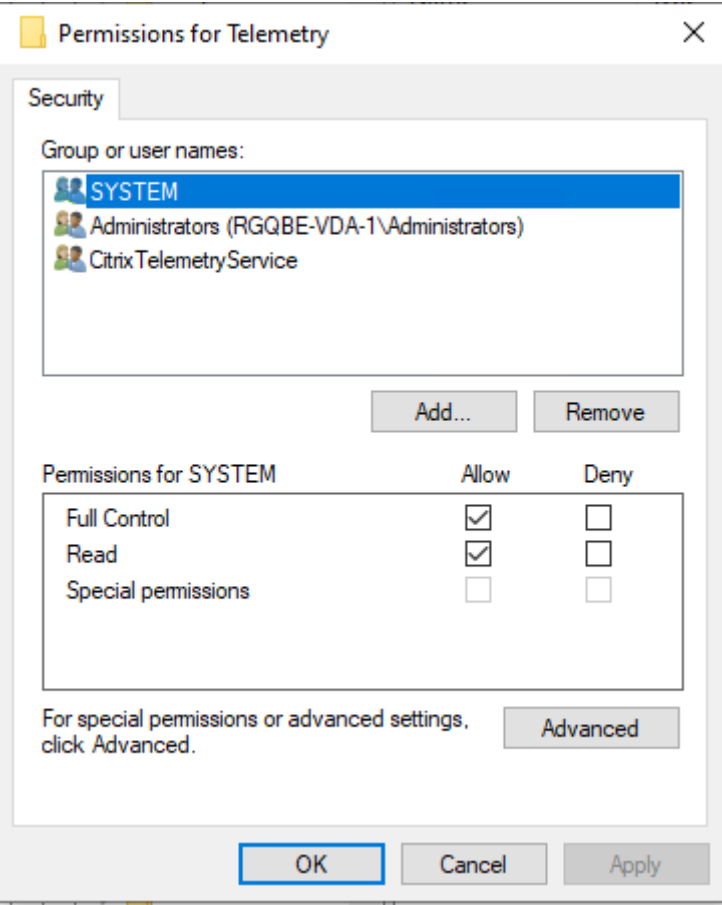 Permissions for Telemetry
Security
Group or user names:
SYSTEM
Administrators (RGQBE-VDA-1\Administrators)
CitrixTelemetryService
Add...
Remove
Permissions for SYSTEM
Allow
Deny
Full Control
Read
Special permissions
For special permissions or advanced settings,
click Advanced.
Advanced
OK
Cancel
Apply